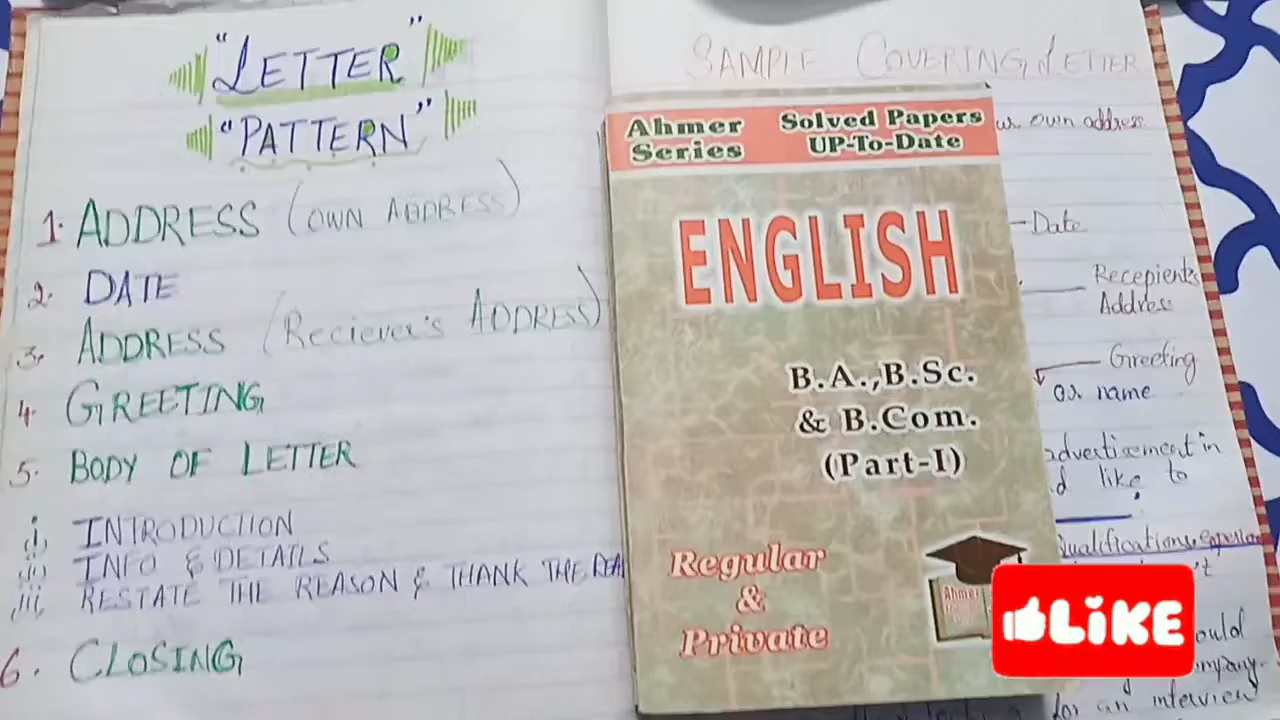 "LETTER"
"PATTERN"
1. ADDRESS (OWN ADDRESS)
2. DATE
3. ADDRESS (Reciever's ADDRESS)
4. GREETING
5. BODY OF LETTER
(i) INTRODUCTION
(ii) INFO & DETAILS
(iii) RESTATE THE REASON & THANK THE
6. CLOSING
SAMPLE COVERING LETTER
own address
Date
Recepients
Address
Greeting
or name
advertisement in
like to
Qualifications
for an interview
Ahmer
Series
Solved Papers
UP-To-Date
ENGLISH
B.A., B.Sc.
& B.Com.
(Part-I)
Regular
&
Private
Ahmer
LIKE